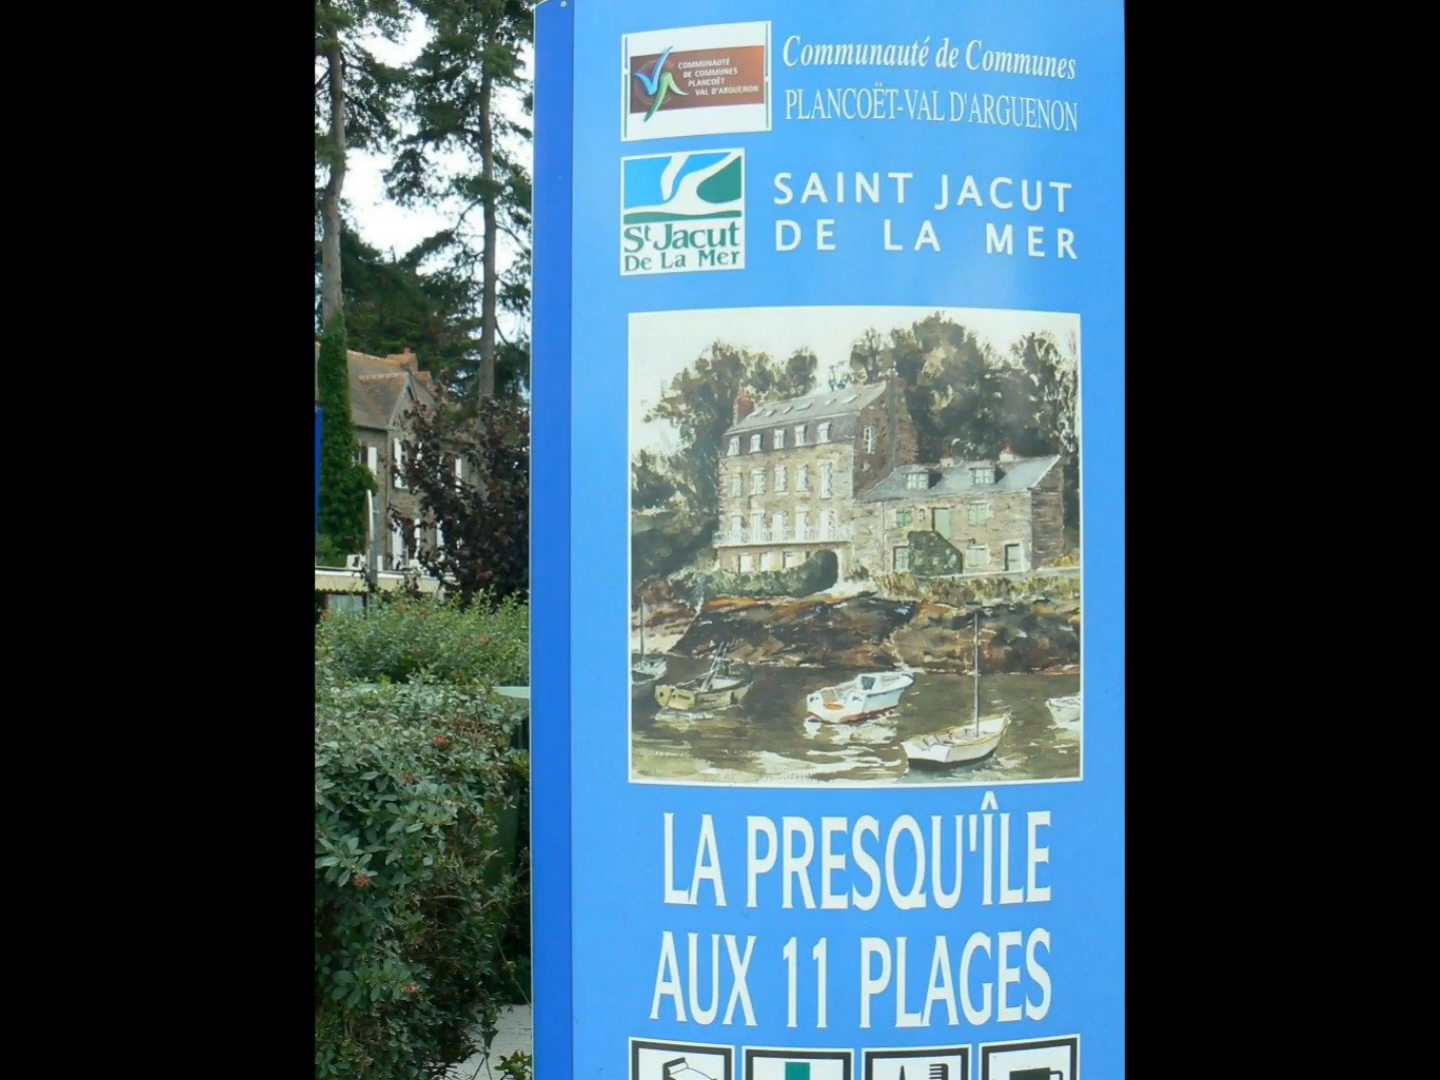 COMMUNAUTÉ
DE COMMUNES
PLANCOËT
VAL D'ARGUENON
Communauté de Communes
PLANCOËT-VAL D'ARGUENON
St Jacut
De La Mer
SAINT JACUT
DE LA MER
LA PRESQU'ÎLE
AUX 11 PLAGES